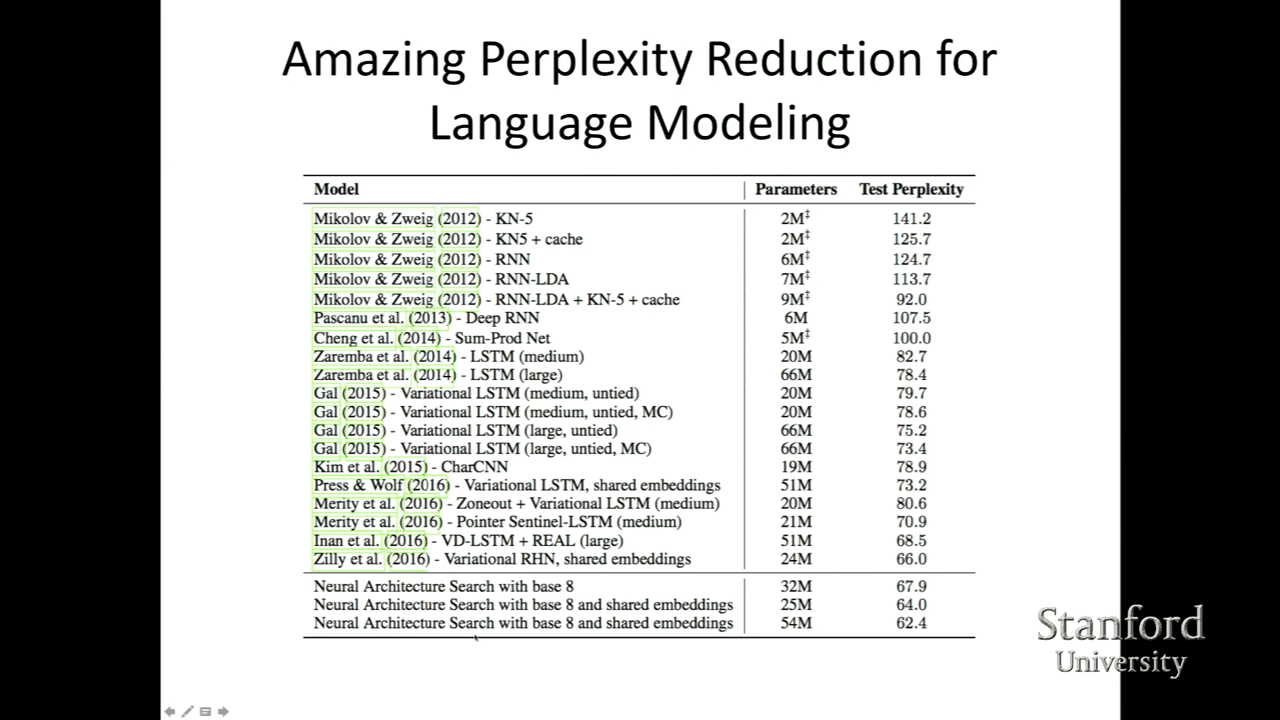 Amazing Perplexity Reduction for
Language Modeling
Model Parameters Test Perplexity
Mikolov & Zweig (2012) - KN-5 2M‡ 141.2
Mikolov & Zweig (2012) - KN5 + cache 2M‡ 125.7
Mikolov & Zweig (2012) - RNN 6M‡ 124.7
Mikolov & Zweig (2012) - RNN-LDA 7M‡ 113.7
Mikolov & Zweig (2012) - RNN-LDA + KN-5 + cache 9M‡ 92.0
Pascanu et al. (2013) - Deep RNN 6M 107.5
Cheng et al. (2014) - Sum-Prod Net 5M‡ 100.0
Zaremba et al. (2014) - LSTM (medium) 20M 82.7
Zaremba et al. (2014) - LSTM (large) 66M 78.4
Gal (2015) - Variational LSTM (medium, untied) 20M 79.7
Gal (2015) - Variational LSTM (medium, untied, MC) 20M 78.6
Gal (2015) - Variational LSTM (large, untied) 66M 75.2
Gal (2015) - Variational LSTM (large, untied, MC) 66M 73.4
Kim et al. (2015) - CharCNN 19M 78.9
Press & Wolf (2016) - Variational LSTM, shared embeddings 51M 73.2
Merity et al. (2016) - Zoneout + Variational LSTM (medium) 20M 80.6
Merity et al. (2016) - Pointer Sentinel-LSTM (medium) 21M 70.9
Inan et al. (2016) - VD-LSTM + REAL (large) 51M 68.5
Zilly et al. (2016) - Variational RHN, shared embeddings 24M 66.0
Neural Architecture Search with base 8 32M 67.9
Neural Architecture Search with base 8 and shared embeddings 25M 64.0
Neural Architecture Search with base 8 and shared embeddings 54M 62.4
Stanford
University